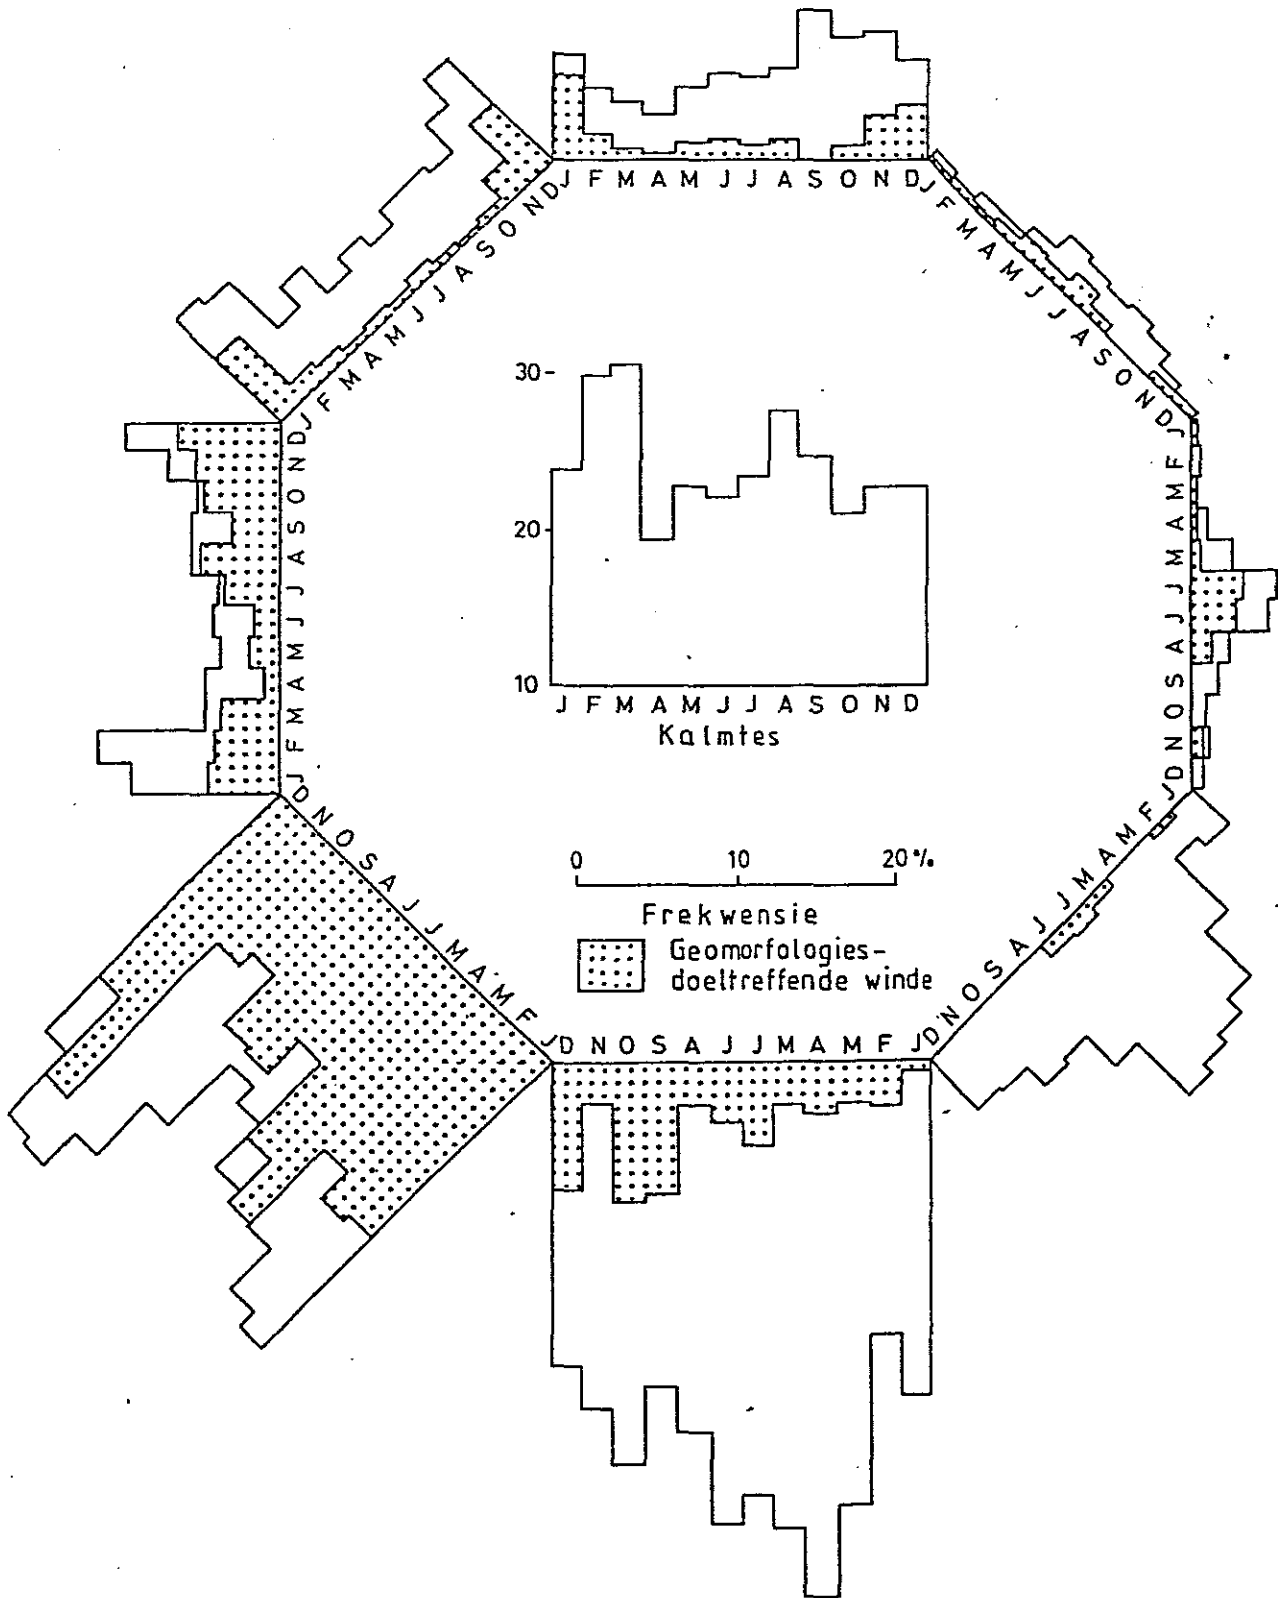 J F M A M J J A S O N D
J F M A M J J A S O N D
J F M A M J J A S O N D
J F M A M J J A S O N D
J F M A M J J A S O N D
30
20
10
J F M A M J J A S O N D
Kalmtes
0 10 20%
Frekwensie
Geomorfologies-
doeltreffende winde
D N O S A J J M A M F J
D N O S A J J M A M F J
D N O S A J J M A M F J